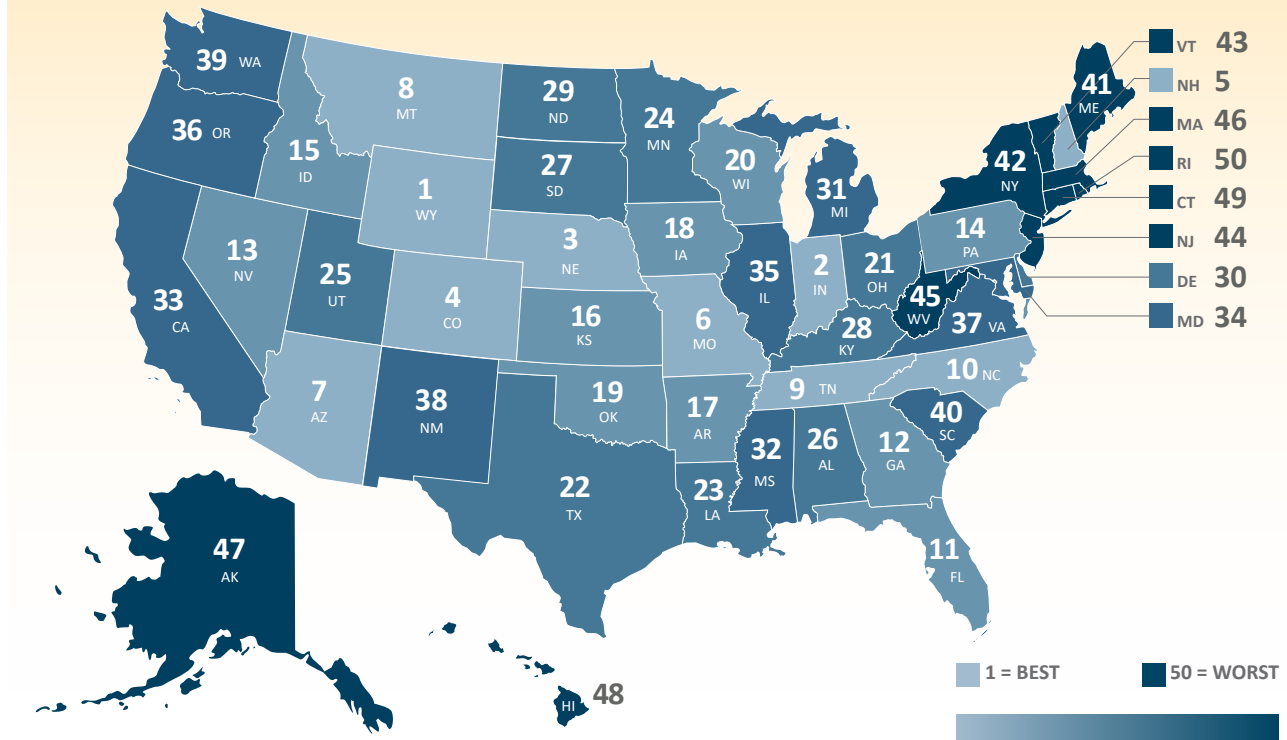 39 WA
8
MT
29
ND
24
MN
41
ME
VT 43
NH 5
MA 46
RI 50
CT 49
NJ 44
DE 30
MD 34
36 OR
15
ID
1
WY
27
SD
20
WI
31
MI
42
NY
13
NV
25
UT
3
NE
18
IA
14
PA
33
CA
4
CO
16
KS
6
MO
35
IL
2
IN
21
OH
45
WV
28
KY
37 VA
7
AZ
38
NM
19
OK
17
AR
9 TN
10 NC
40
SC
22
TX
23
LA
32
MS
26
AL
12
GA
11
FL
47
AK
HI 48
1 = BEST
50 = WORST